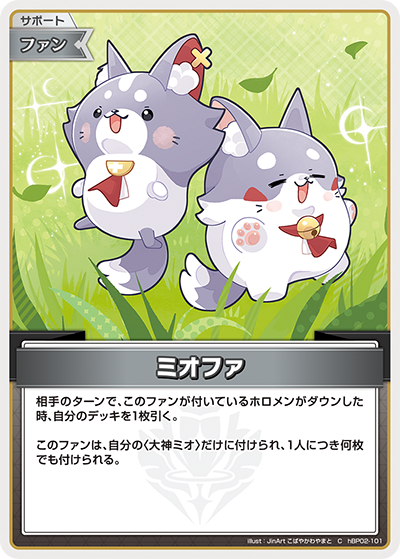 サポート
ファン
ミオファ
相手のターンで、このファンが付いているホロメンがダウンした
時、自分のデッキを1枚引く。
このファンは、自分の〈大神ミオ〉だけに付けられ、1人につき何枚
でも付けられる。
illust：JinArt こばやかわやまと C hBP02-101